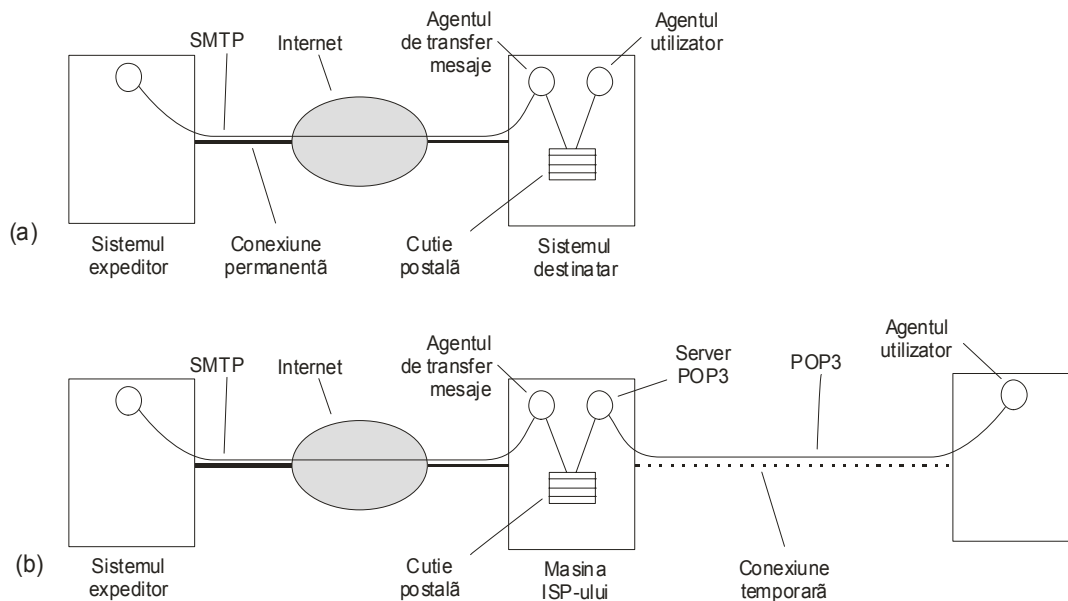 SMTP
Internet
Agentul
de transfer
mesaje
Agentul
utilizator
(a)
Sistemul
expeditor
Conexiune
permanentã
Cutie
postalã
Sistemul
destinatar
SMTP
Internet
Agentul
de transfer
mesaje
Server
POP3
POP3
Agentul
utilizator
(b)
Sistemul
expeditor
Cutie
postalã
Masina
ISP-ului
Conexiune
temporarã